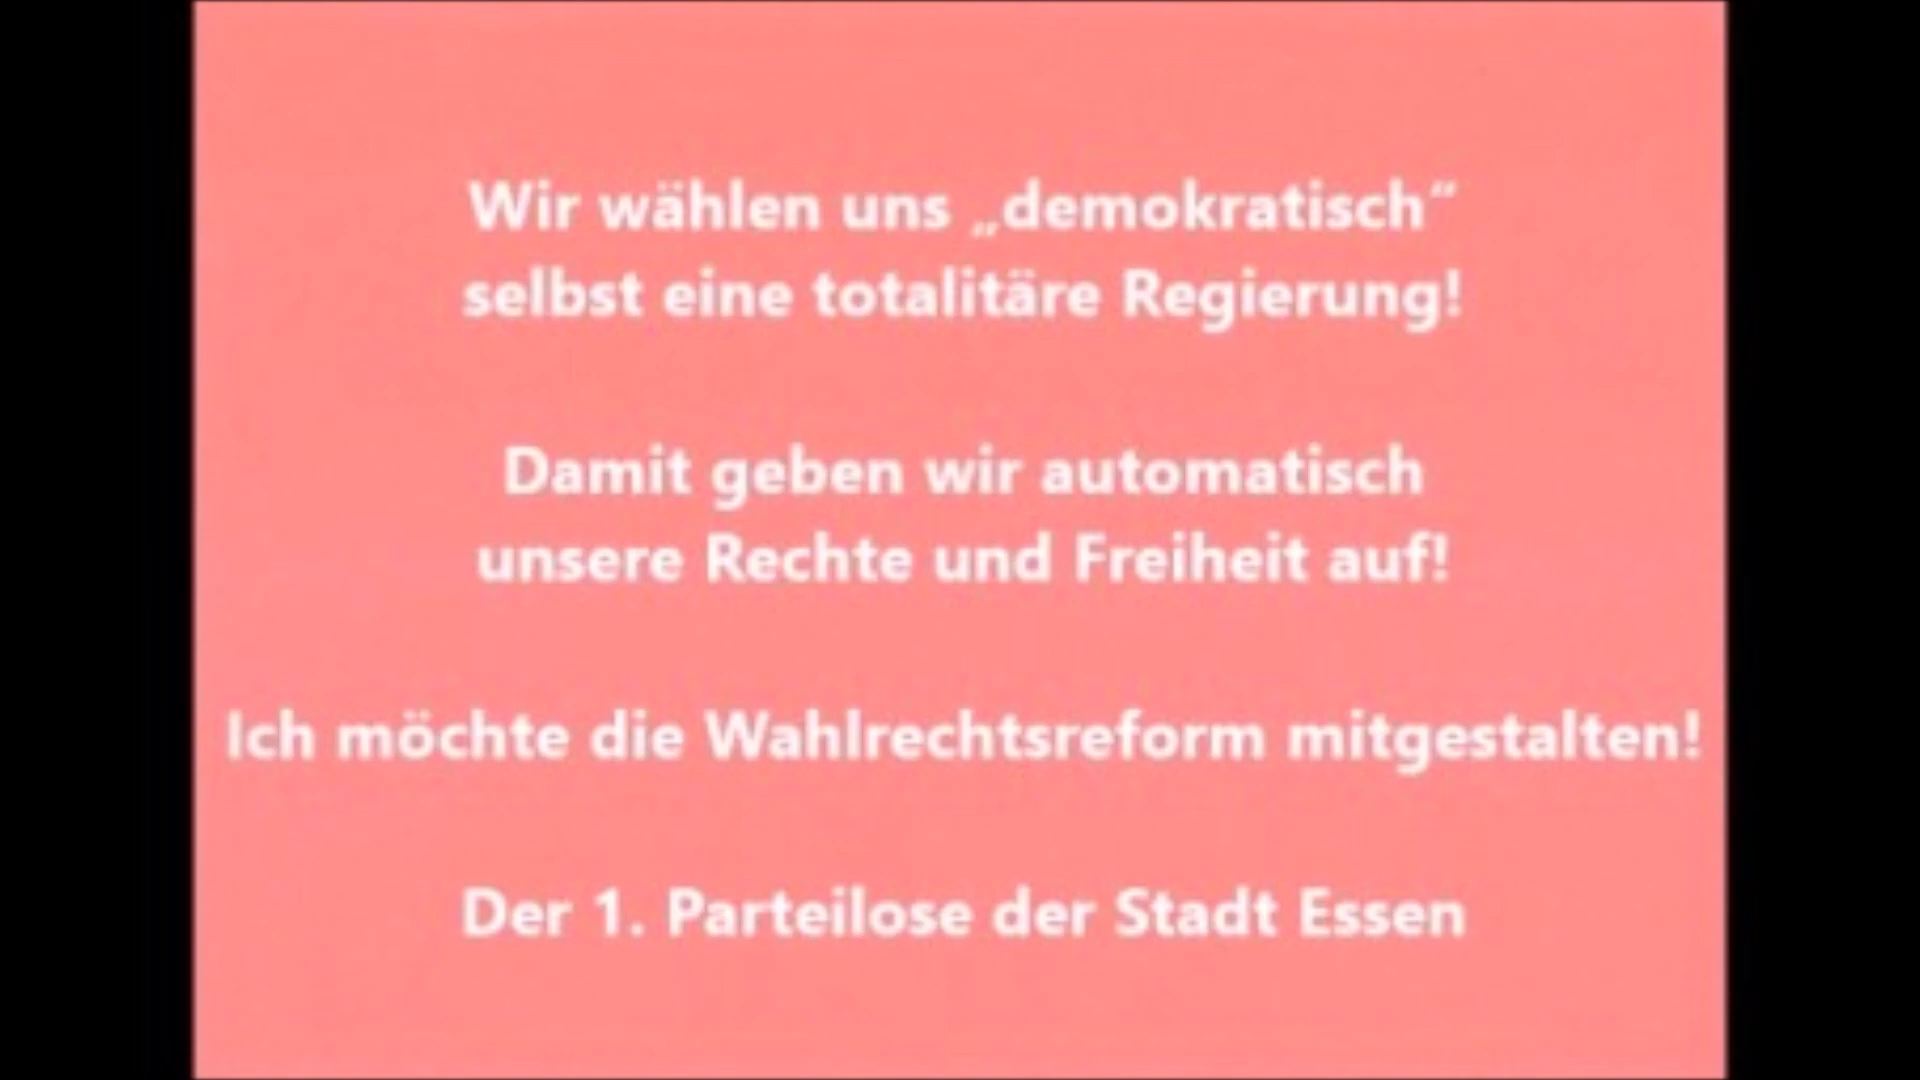 Wir wählen uns „demokratisch“
selbst eine totalitäre Regierung!
Damit geben wir automatisch
unsere Rechte und Freiheit auf!
Ich möchte die Wahlrechtsreform mitgestalten!
Der 1. Parteilose der Stadt Essen